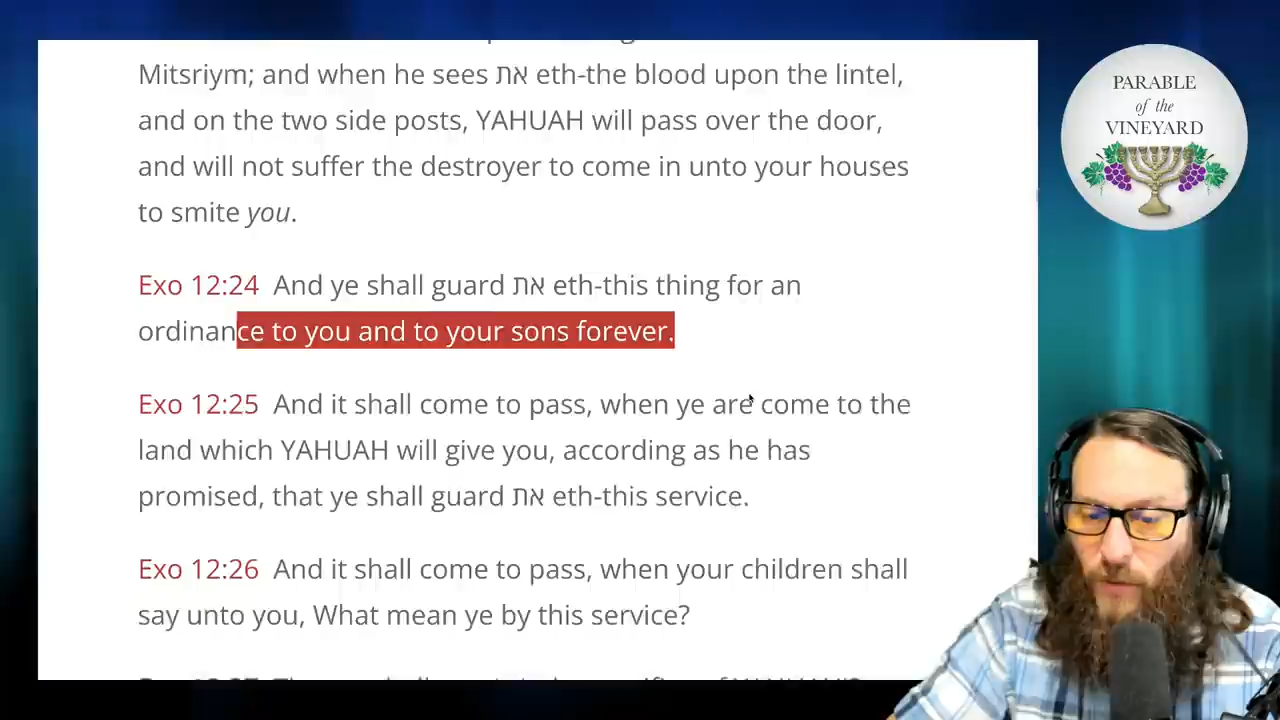 Mitsriym; and when he sees את eth-the blood upon the lintel,
and on the two side posts, YAHUAH will pass over the door,
and will not suffer the destroyer to come in unto your houses
to smite you.
Exo 12:24 And ye shall guard את eth-this thing for an
ordinance to you and to your sons forever.
Exo 12:25 And it shall come to pass, when ye are come to the
land which YAHUAH will give you, according as he has
promised, that ye shall guard את eth-this service.
Exo 12:26 And it shall come to pass, when your children shall
say unto you, What mean ye by this service?
PARABLE
of the
VINEYARD